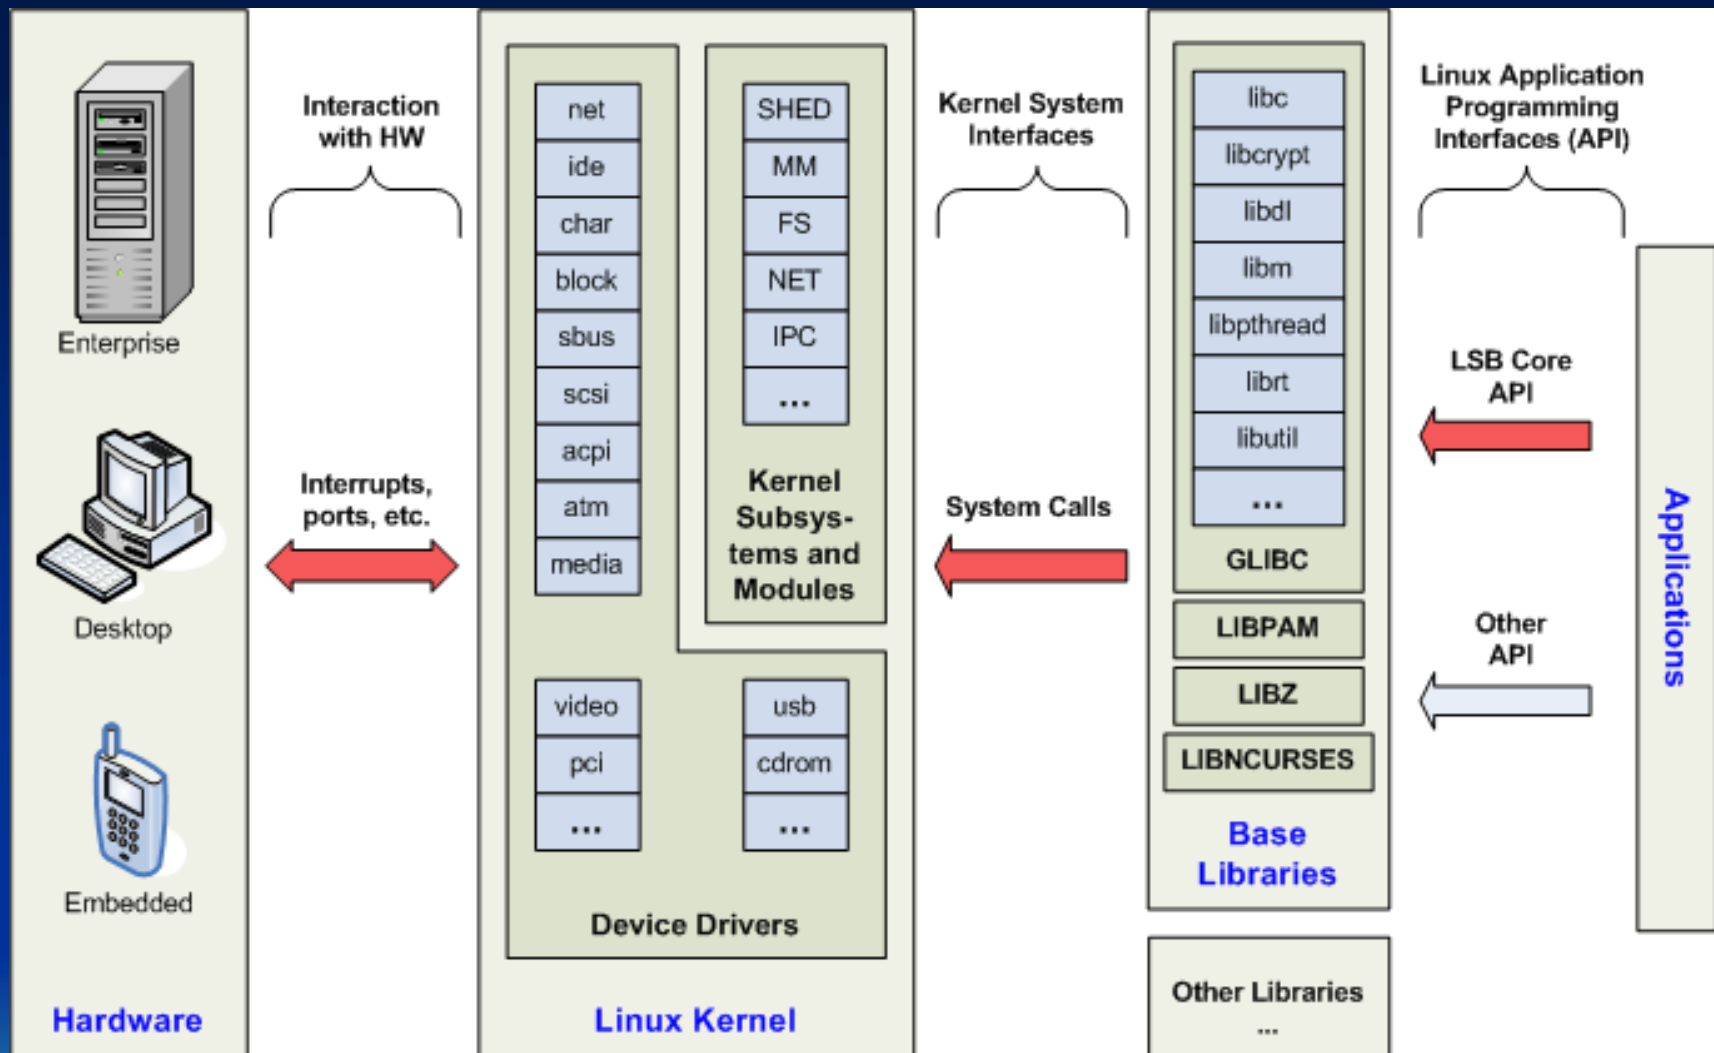 Enterprise
Desktop
Embedded
Hardware
Interaction
with HW
Interrupts,
ports, etc.
net
ide
char
block
sbus
scsi
acpi
atm
media
video
pci
...
usb
cdrom
...
Device Drivers
SHED
MM
FS
NET
IPC
...
Kernel
Subsys-
tems and
Modules
Linux Kernel
Kernel System
Interfaces
System Calls
libc
libcrypt
libdl
libm
libpthread
librt
libutil
...
GLIBC
LIBPAM
LIBZ
LIBNCURSES
Base
Libraries
Other Libraries
...
Linux Application
Programming
Interfaces (API)
LSB Core
API
Other
API
Applications